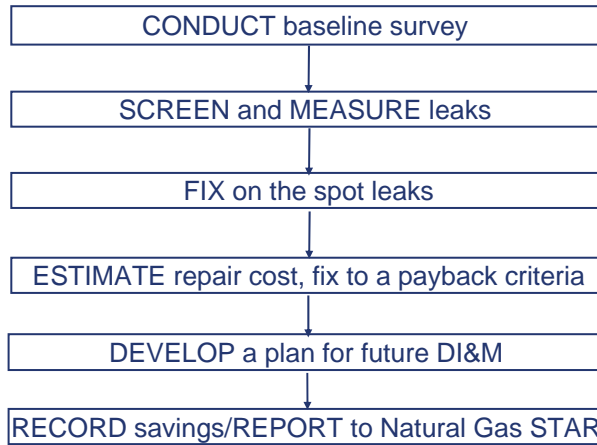 CONDUCT baseline survey
SCREEN and MEASURE leaks
FIX on the spot leaks
ESTIMATE repair cost, fix to a payback criteria
DEVELOP a plan for future DI&M
RECORD savings/REPORT to Natural Gas STAR